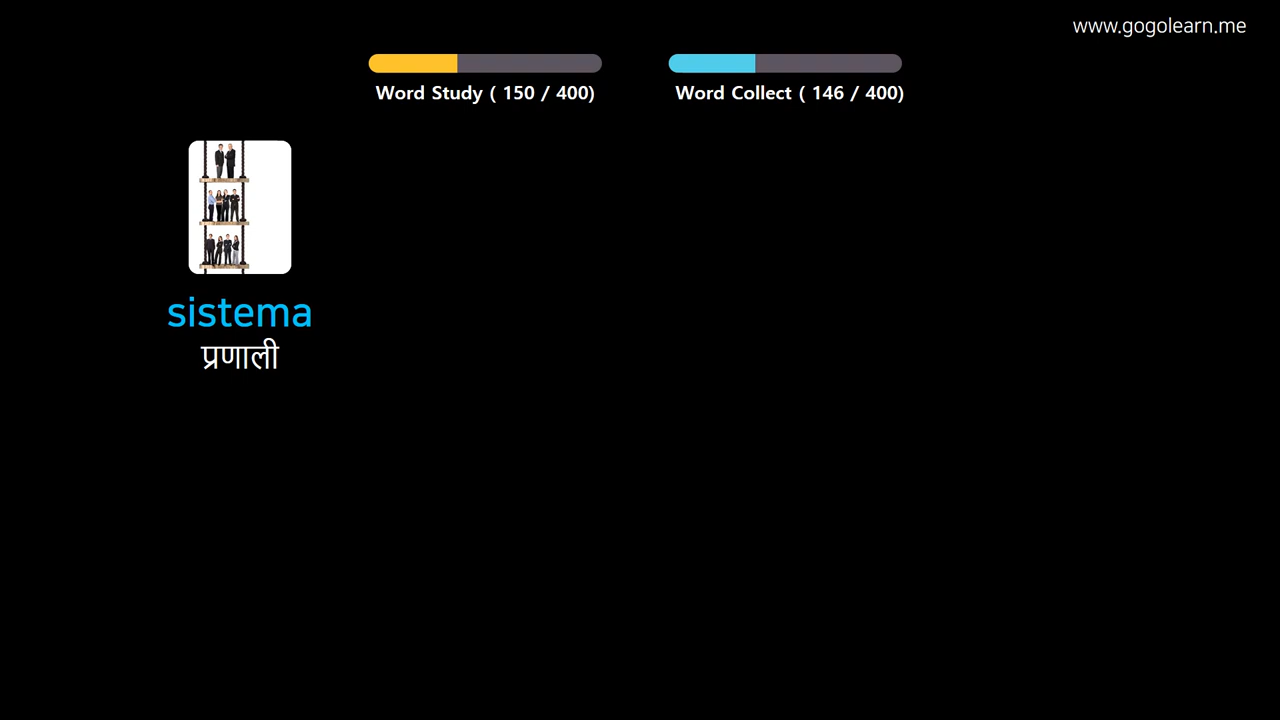 www.gogolearn.me
Word Study ( 150 / 400)
Word Collect ( 146 / 400)
sistema
प्रणाली